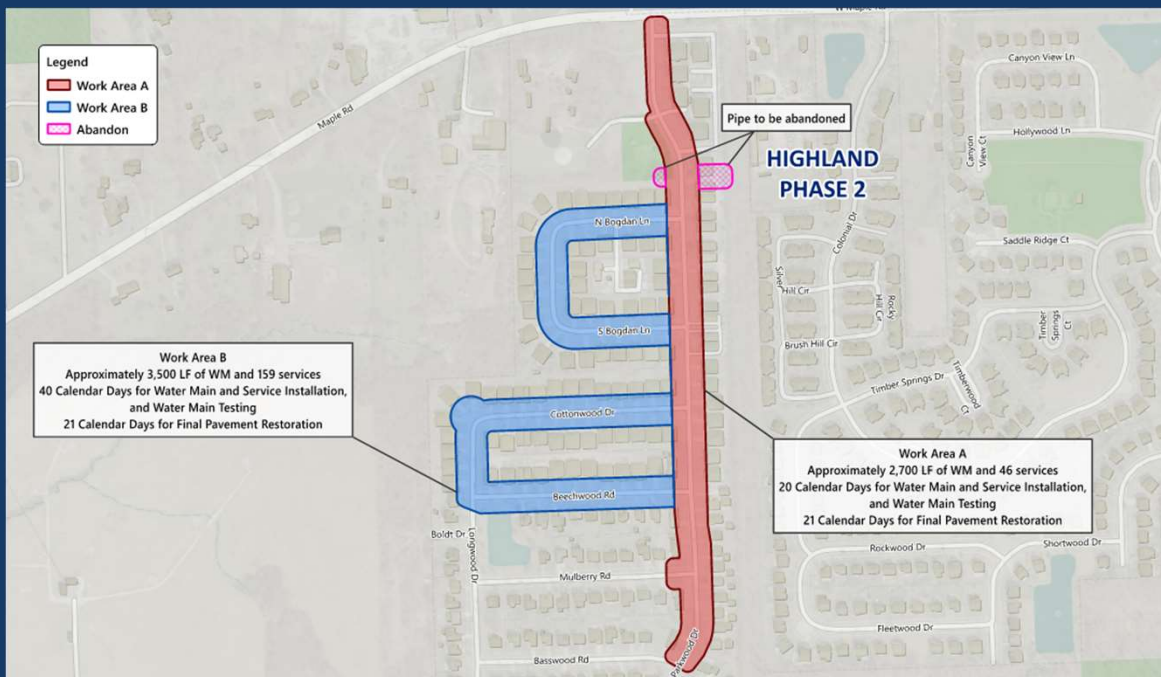 W Maple Rd
Legend
Work Area A
Work Area B
Abandon
Maple Rd
Canyon View Ln
Hollywood Ln
Canyon
View Ct
Pipe to be abandoned
HIGHLAND
PHASE 2
Colonial Dr
N Bogdan Ln
Saddle Ridge Ct
Silver
Hill Cir
Rocky
Hill Cir
S Bogdan Ln
Brush Hill Cir
Timber
Springs
Ct
Work Area B
Approximately 3,500 LF of WM and 159 services
40 Calendar Days for Water Main and Service Installation,
and Water Main Testing
21 Calendar Days for Final Pavement Restoration
Timber Springs Dr
Timberwood
Ct
Cottonwood Dr
Work Area A
Approximately 2,700 LF of WM and 46 services
20 Calendar Days for Water Main and Service Installation,
and Water Main Testing
21 Calendar Days for Final Pavement Restoration
Beechwood Rd
Boldt Dr
Longwood Dr
Rockwood Dr
Shortwood Dr
Mulberry Rd
Fleetwood Dr
Basswood Rd
Parkwood Dr